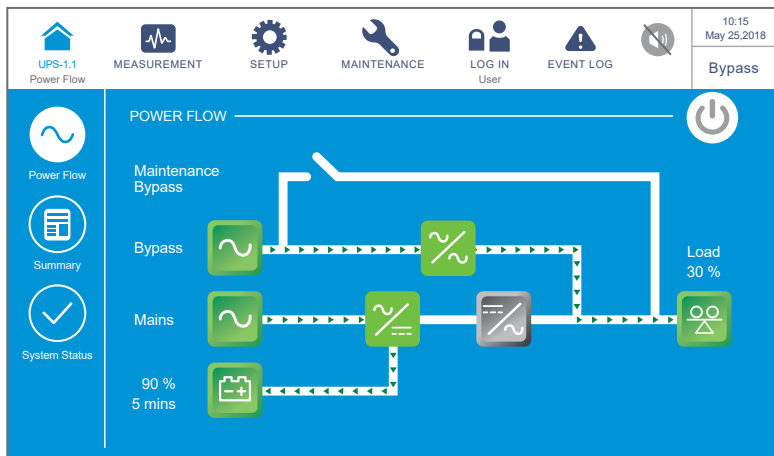 UPS-1.1
Power Flow
MEASUREMENT
SETUP
MAINTENANCE
LOG IN
User
EVENT LOG
10:15
May 25,2018
Bypass
Power Flow
Summary
System Status
POWER FLOW
Maintenance
Bypass
Bypass
Mains
90 %
5 mins
Load
30 %